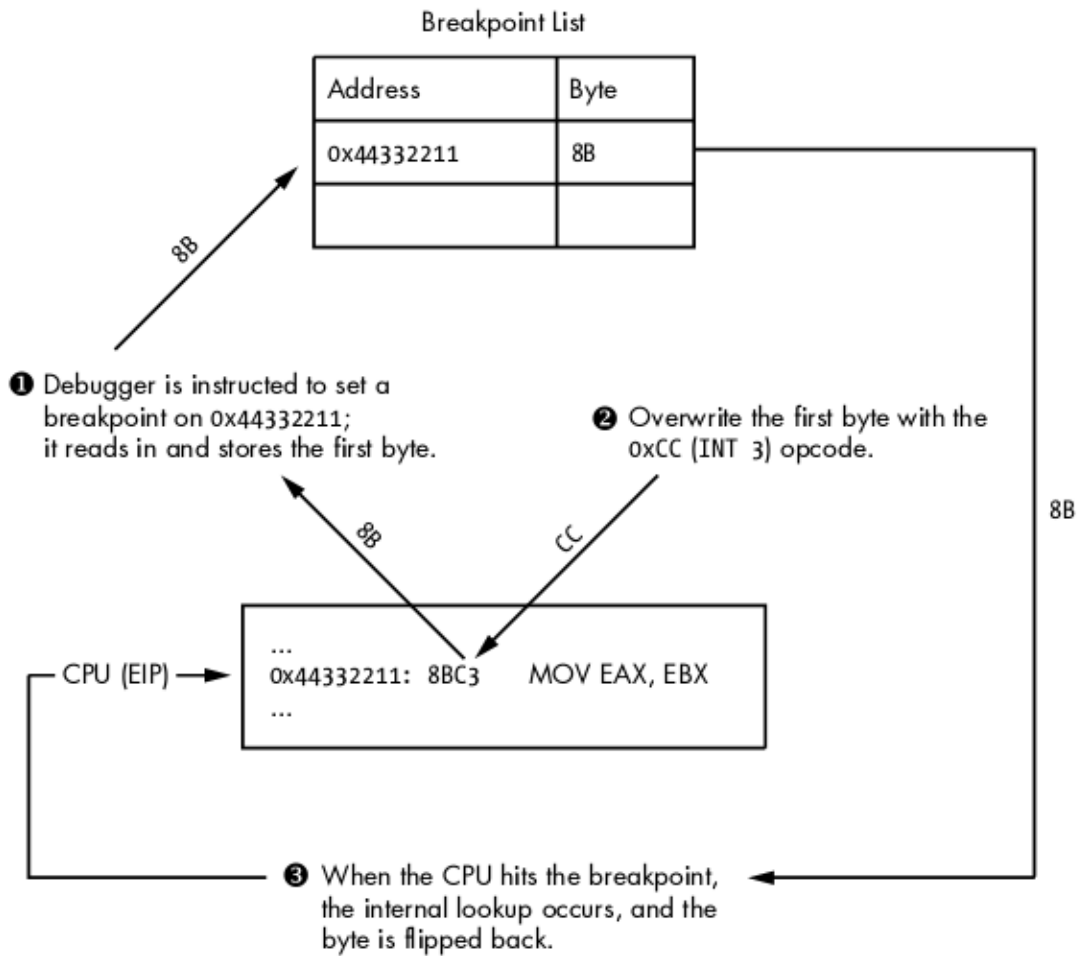 Breakpoint List
Address Byte
0x44332211 8B
8B
❶ Debugger is instructed to set a
breakpoint on 0x44332211;
it reads in and stores the first byte.
❷ Overwrite the first byte with the
0xCC (INT 3) opcode.
8B
8B
CC
...
CPU (EIP)
0x44332211: 8BC3 MOV EAX, EBX
...
❸ When the CPU hits the breakpoint,
the internal lookup occurs, and the
byte is flipped back.